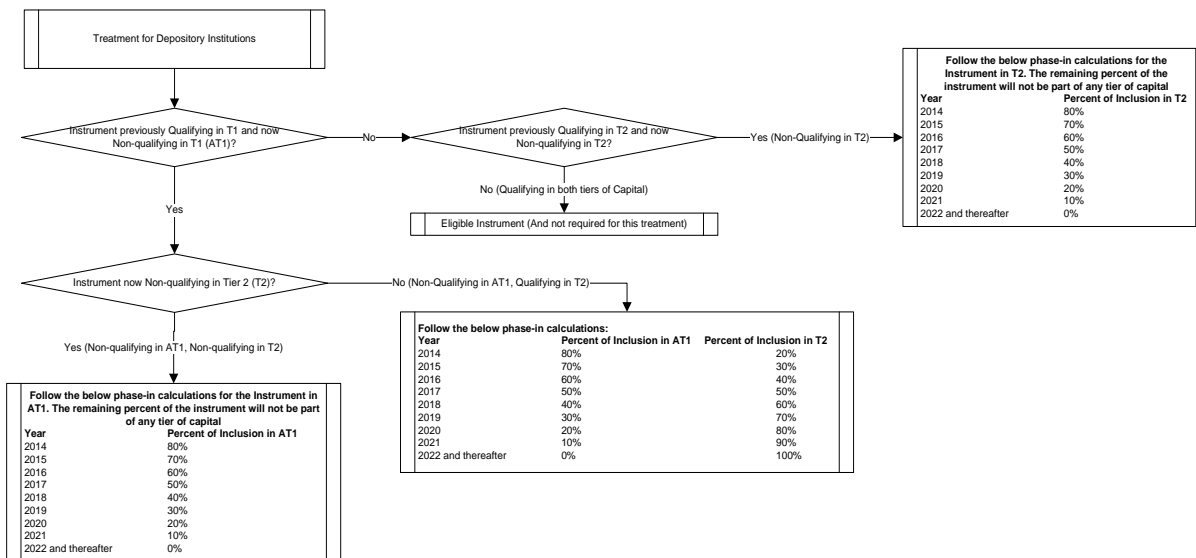 Treatment for Depository Institutions
Instrument previously Qualifying in T1 and now
Non-qualifying in T1 (AT1)?
No
Instrument previously Qualifying in T2 and now
Non-qualifying in T2?
Yes (Non-Qualifying in T2)
Follow the below phase-in calculations for the
Instrument in T2. The remaining percent of the
instrument will not be part of any tier of capital
Year Percent of Inclusion in T2
2014 80%
2015 70%
2016 60%
2017 50%
2018 40%
2019 30%
2020 20%
2021 10%
2022 and thereafter 0%
No (Qualifying in both tiers of Capital)
Eligible Instrument (And not required for this treatment)
Yes
Instrument now Non-qualifying in Tier 2 (T2)?
No (Non-Qualifying in AT1, Qualifying in T2)
Follow the below phase-in calculations:
Year Percent of Inclusion in AT1 Percent of Inclusion in T2
2014 80% 20%
2015 70% 30%
2016 60% 40%
2017 50% 50%
2018 40% 60%
2019 30% 70%
2020 20% 80%
2021 10% 90%
2022 and thereafter 0% 100%
Yes (Non-qualifying in AT1, Non-qualifying in T2)
Follow the below phase-in calculations for the Instrument in
AT1. The remaining percent of the instrument will not be part
of any tier of capital
Year Percent of Inclusion in AT1
2014 80%
2015 70%
2016 60%
2017 50%
2018 40%
2019 30%
2020 20%
2021 10%
2022 and thereafter 0%